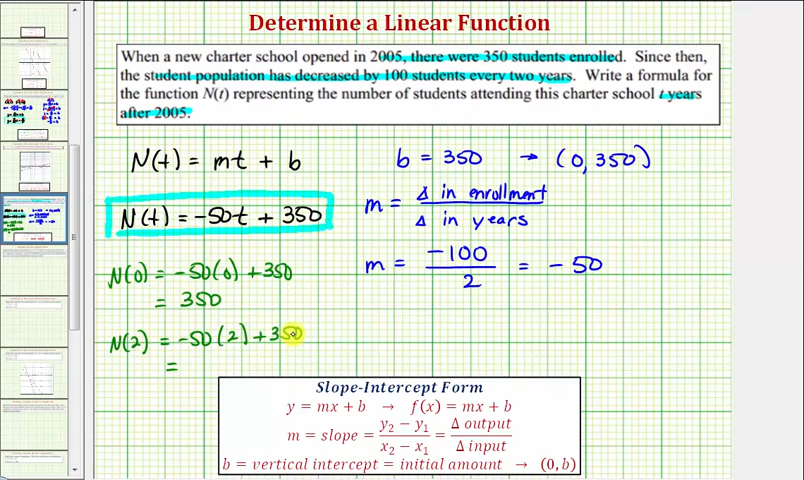 Determine a Linear Function
When a new charter school opened in 2005, there were 350 students enrolled. Since then,
the student population has decreased by 100 students every two years. Write a formula for
the function N(t) representing the number of students attending this charter school t years
after 2005.
N(t) = mt + b
b = 350 → (0, 350)
N(t) = -50t + 350
m = Δ in enrollment / Δ in years
m = -100 / 2 = -50
N(0) = -50(0) + 350
= 350
N(2) = -50(2) + 350
=
Slope-Intercept Form
y = mx + b → f(x) = mx + b
m = slope = y₂ − y₁ / x₂ − x₁ = Δ output / Δ input
b = vertical intercept = initial amount → (0, b)